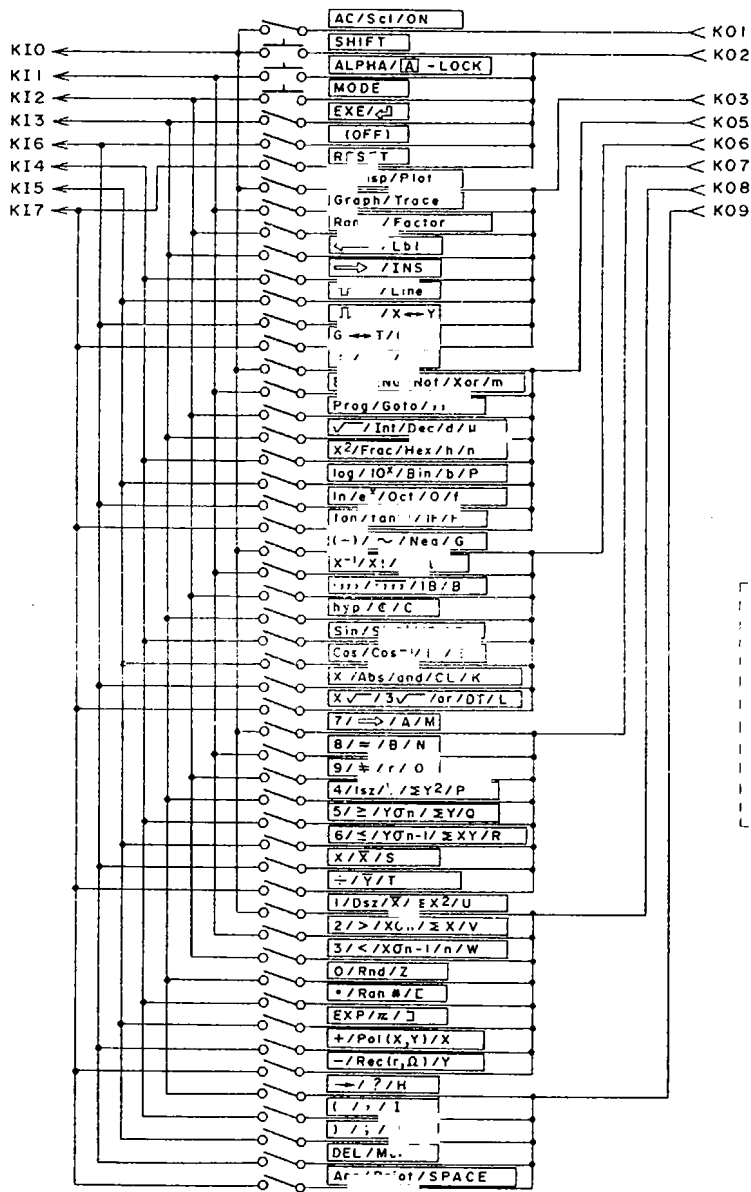 AC/Scl/ON
SHIFT
ALPHA/A-LOCK
MODE
EXE/↵
(OFF)
/Plot
Graph/Trace
/Factor
/Lbl
⇒/INS
/Line
/X↔Y
G↔T/
/Not/Xor/m
Prog/Goto/
√‾/Int/Dec/d/μ
X²/Frac/Hex/h/n
log/10ˣ/Bin/b/P
ln/eˣ/Oct/O/f
(-)/~/Neg/G
X⁻¹/X!/
/B
hyp/₡/C
Sin/
Cos/Cos⁻¹/
X/Abs/and/CL/K
X√‾/3√‾/or/DT/L
7/⇒/A/M
8/=/B/N
9/≠/r/O
4/Isz/ /ΣY²/P
5/≥/Yσn/ΣY/Q
6/≤/Yσn-1/ΣXY/R
X/X̄/S
÷/Ȳ/T
1/Dsz/X̄/ΣX²/U
2/>/Xσn/ΣX/V
3/</Xσn-1/n/W
0/Rnd/Z
•/Ran#/[
EXP/π/]
+/Pol(X,Y)/X
-/Rec(r,Ω)/Y
→/?/H
(/,/I
)/;/
DEL/
/SPACE
KI0
KI1
KI2
KI3
KI6
KI4
KI5
KI7
KO1
KO2
KO3
KO5
KO6
KO7
KO8
KO9